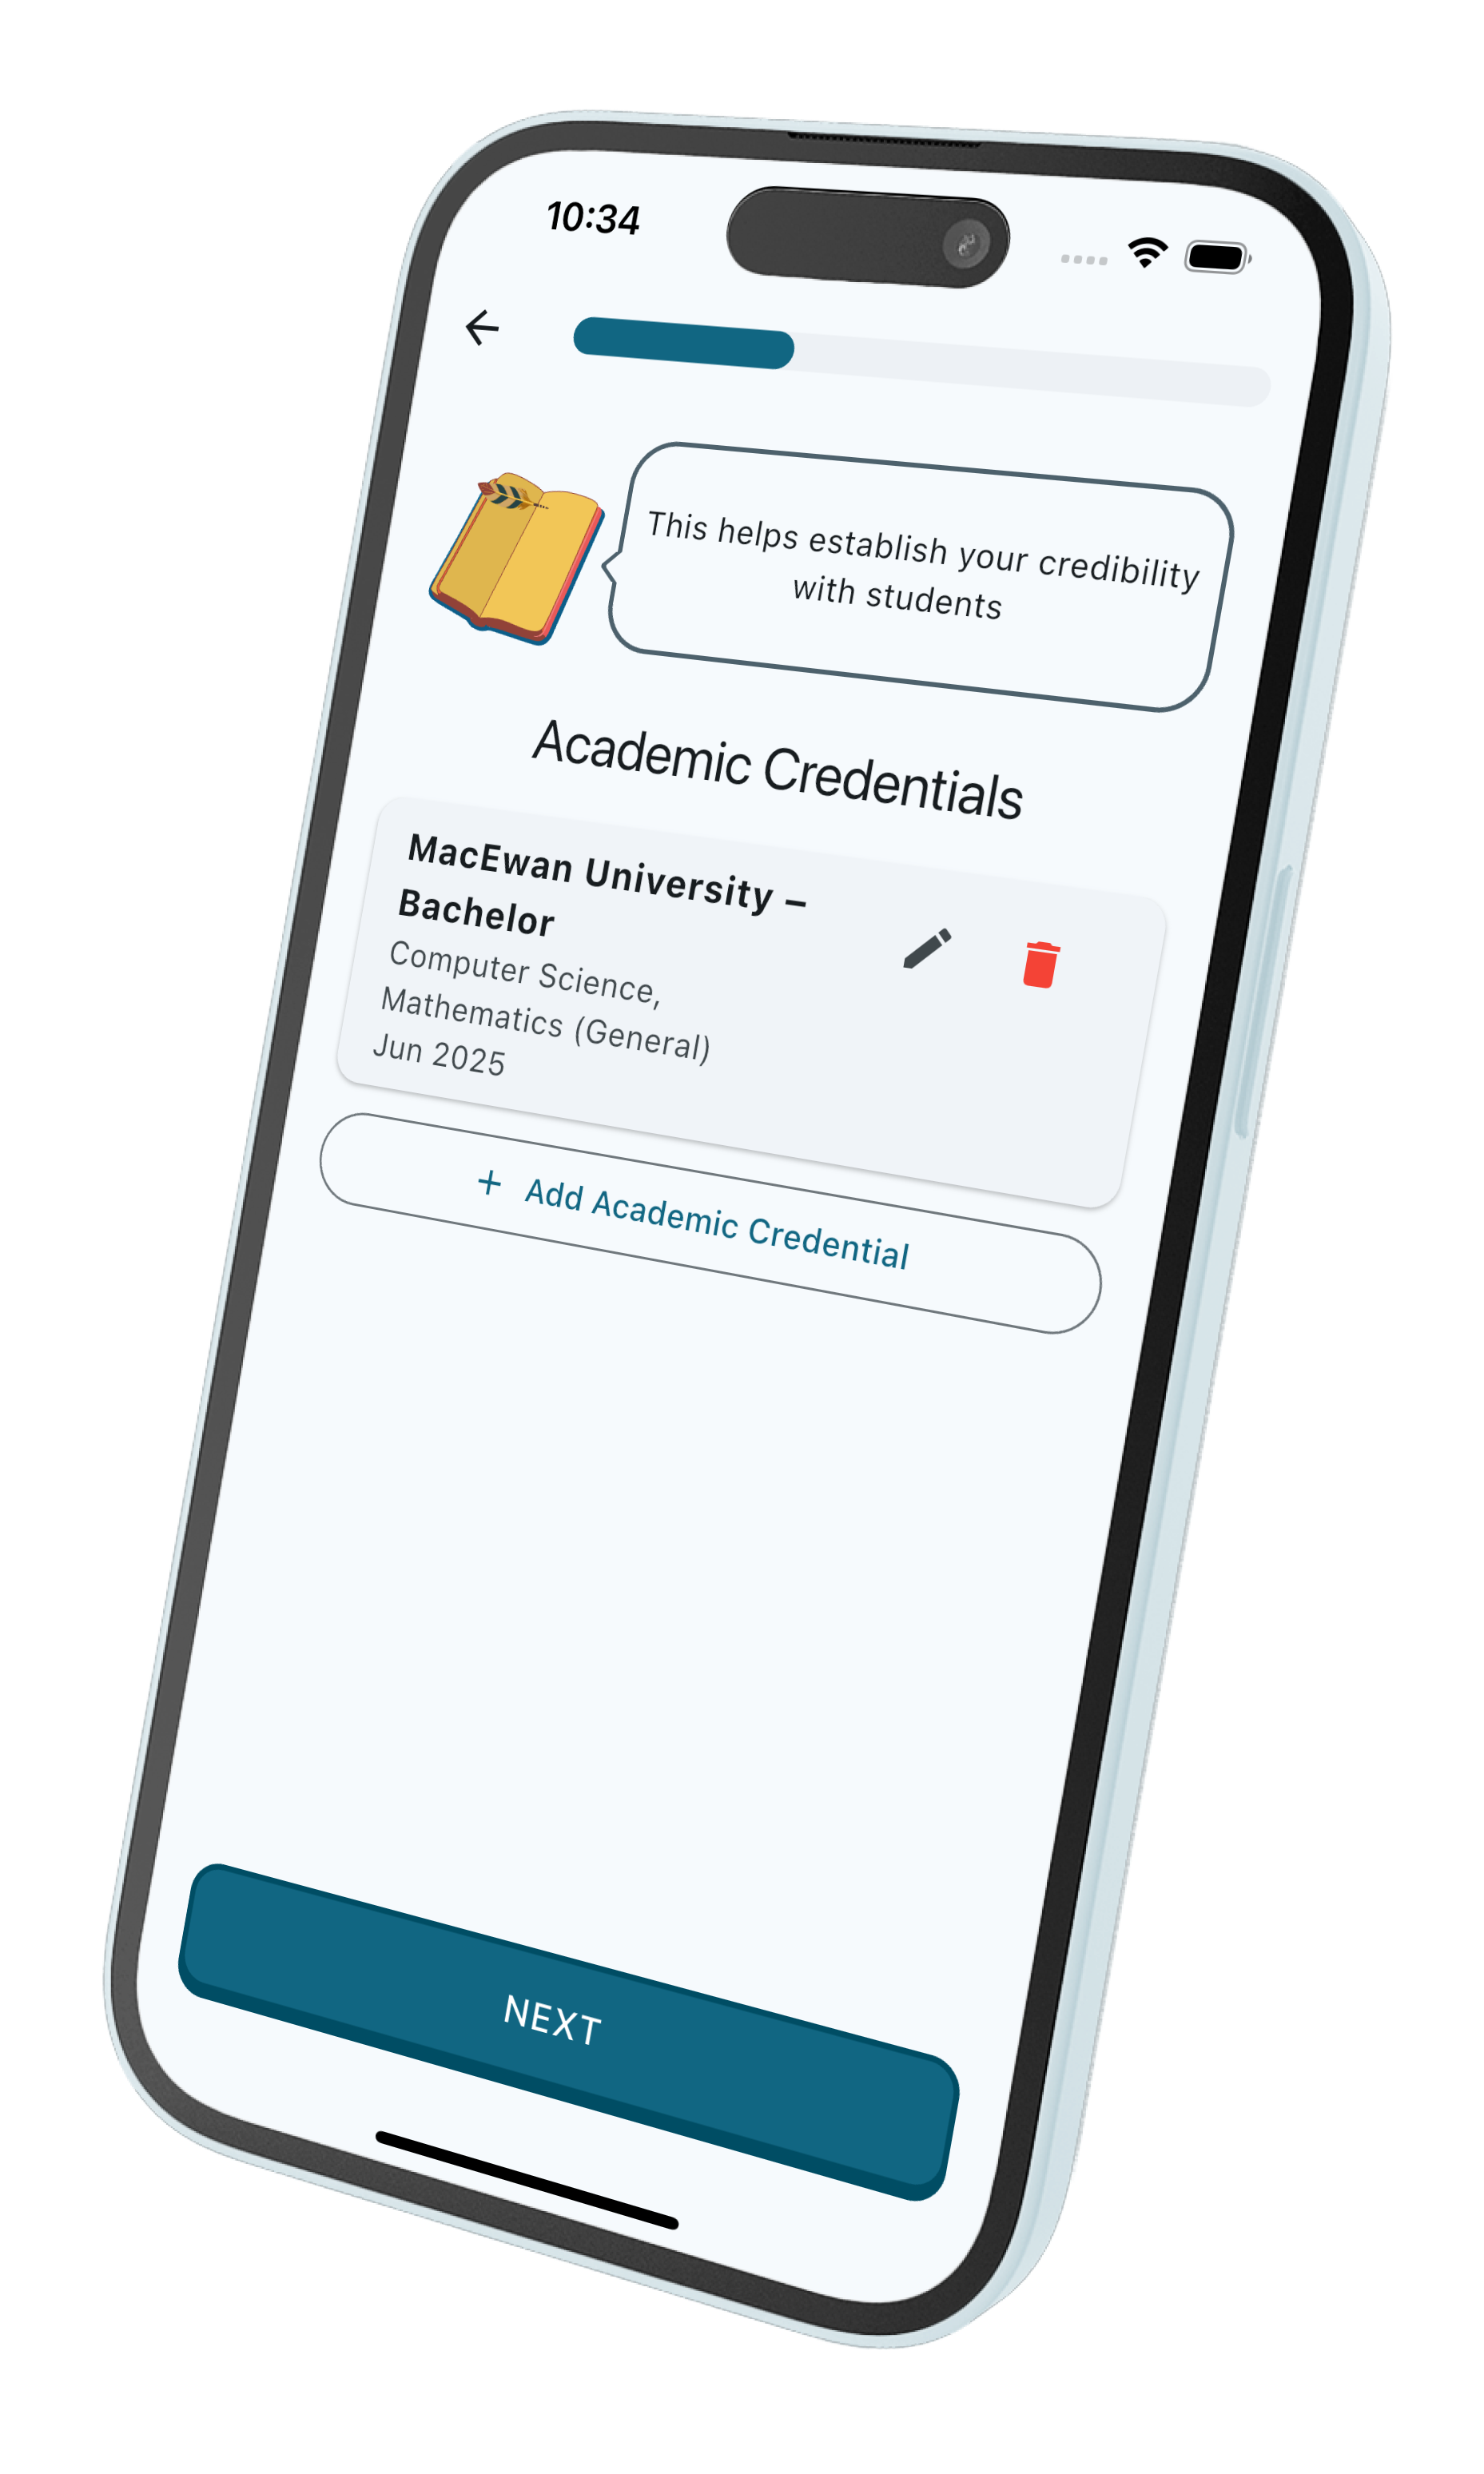 10:34
This helps establish your credibility
with students
Academic Credentials
MacEwan University –
Bachelor
Computer Science,
Mathematics (General)
Jun 2025
+ Add Academic Credential
NEXT